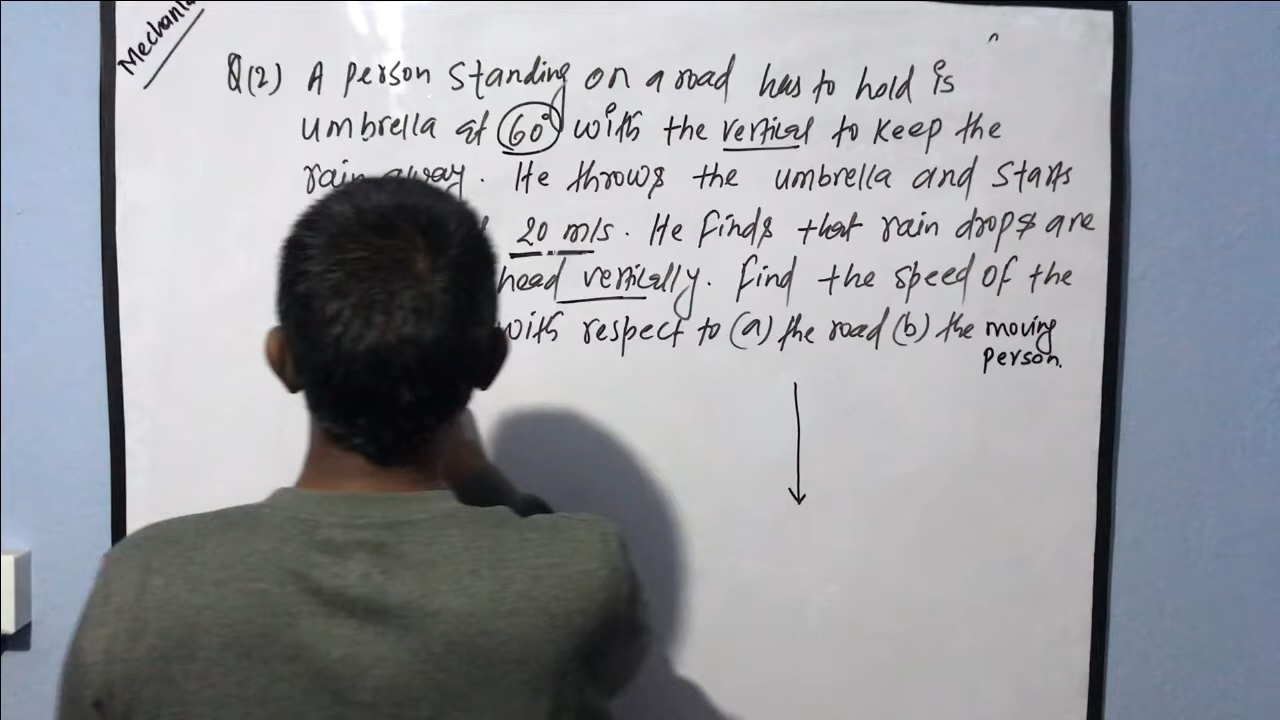 Mechani
Q(2) A person standing on a road has to hold is
umbrella at 60° with the vertical to keep the
rain away. He throws the umbrella and starts
20 m/s. He finds that rain drops are
head vertically. find the speed of the
with respect to (a) the road (b) the moving
person.